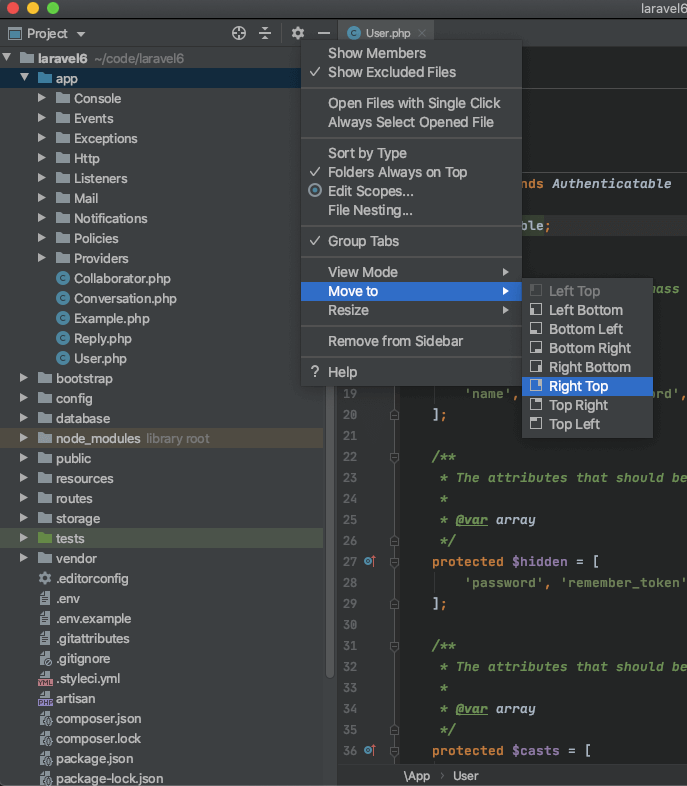 laravel6
Project
User.php
laravel6 ~/code/laravel6
app
Console
Events
Exceptions
Http
Listeners
Mail
Notifications
Policies
Providers
Collaborator.php
Conversation.php
Example.php
Reply.php
User.php
bootstrap
config
database
node_modules library root
public
resources
routes
storage
tests
vendor
.editorconfig
.env
.env.example
.gitattributes
.gitignore
.styleci.yml
artisan
composer.json
composer.lock
package.json
package-lock.json
Show Members
Show Excluded Files
Open Files with Single Click
Always Select Opened File
Sort by Type
Folders Always on Top
Edit Scopes...
File Nesting...
Group Tabs
View Mode
Move to
Resize
Remove from Sidebar
? Help
Left Top
Left Bottom
Bottom Left
Bottom Right
Right Bottom
Right Top
Top Right
Top Left
nds Authenticatable
ble;
mass
19 'name', ord',
20 ];
21
22 /**
23 * The attributes that should be
24 *
25 * @var array
26 */
27 protected $hidden = [
28 'password', 'remember_token'
29 ];
30
31 /**
32 * The attributes that should be
33 *
34 * @var array
35 */
36 protected $casts = [
\App › User